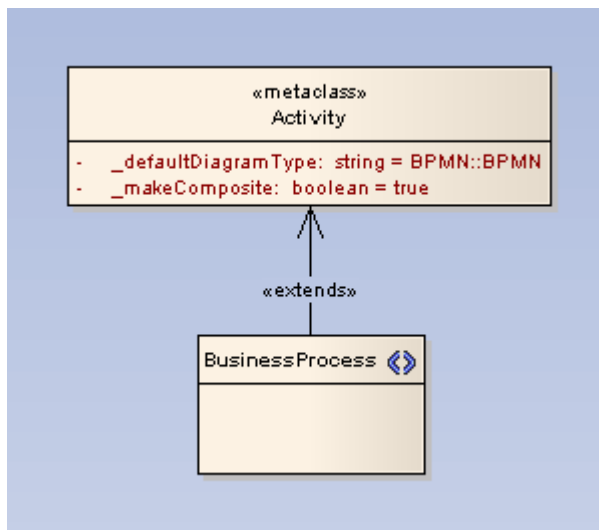 «metaclass»
Activity
- _defaultDiagramType: string = BPMN::BPMN
- _makeComposite: boolean = true
«extends»
BusinessProcess